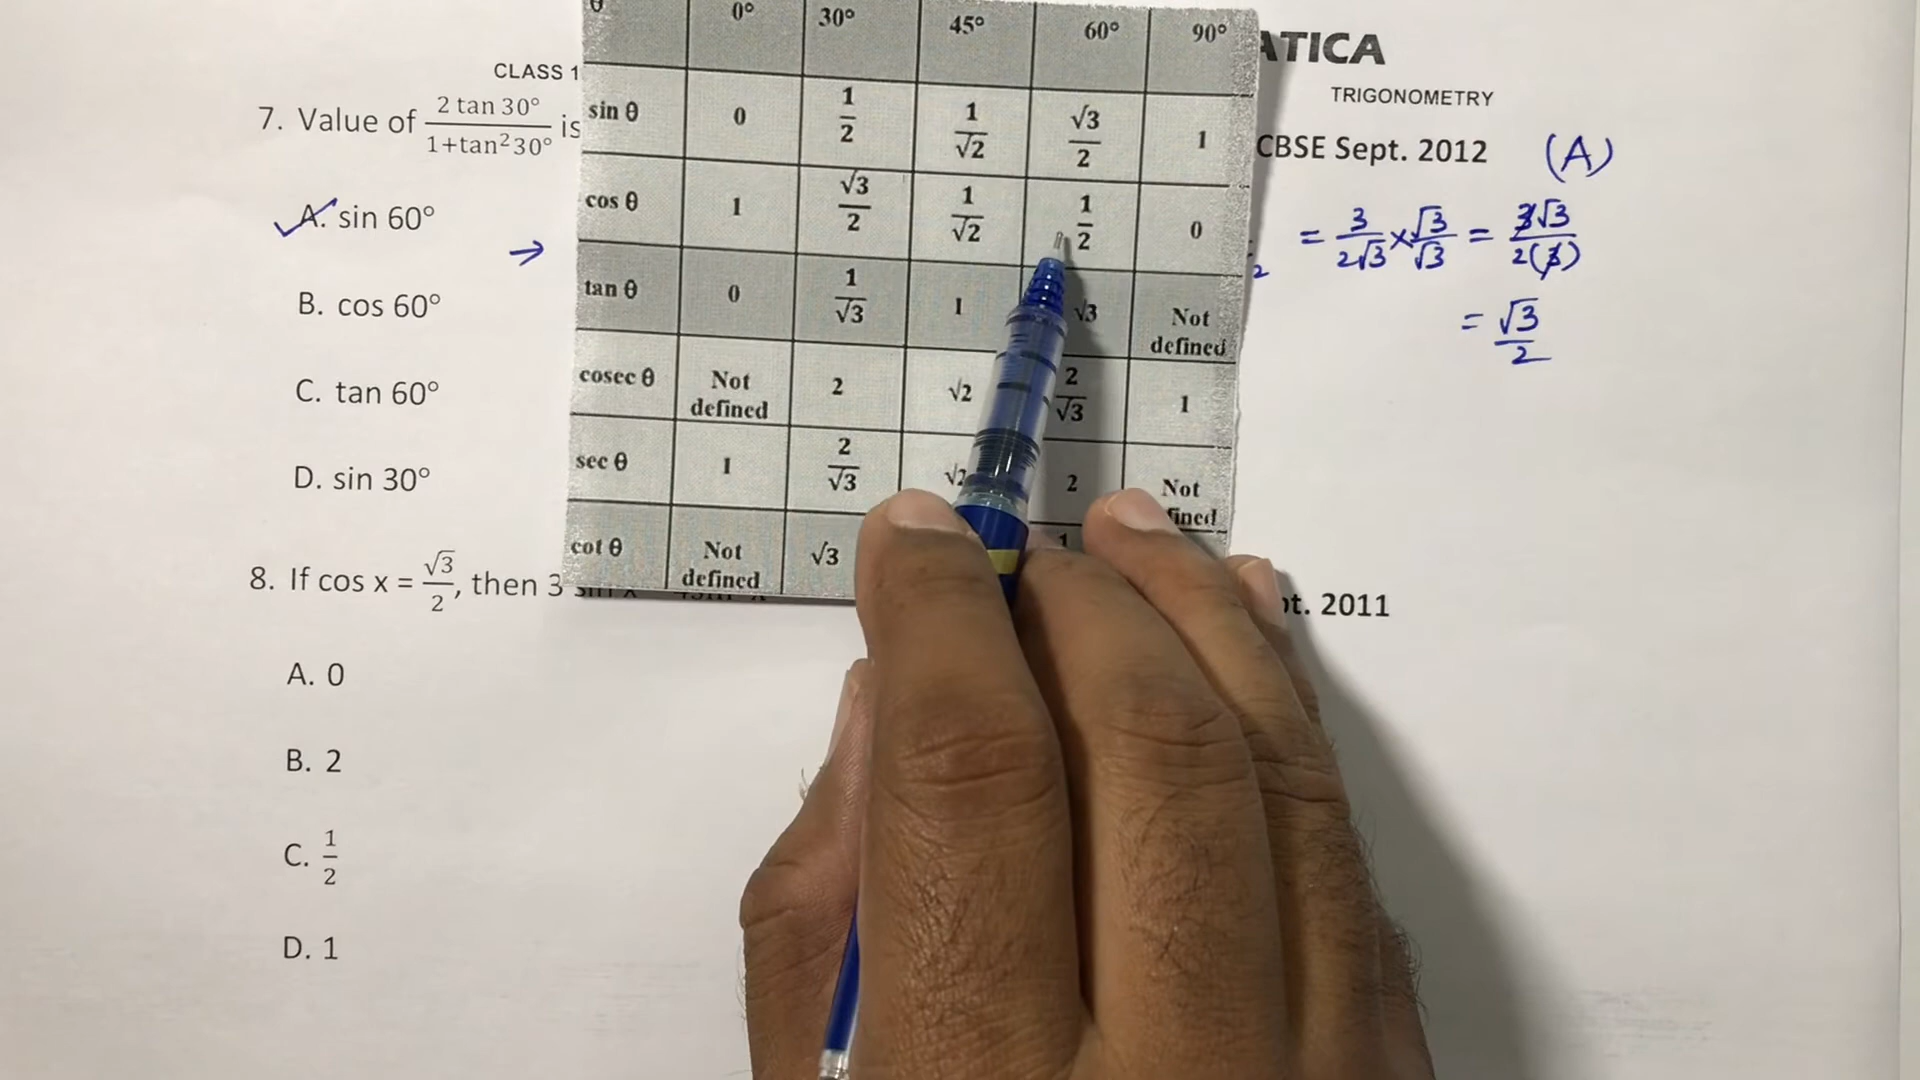 ATICA
CLASS 1
TRIGONOMETRY
7. Value of 2 tan 30° / 1+tan²30° is
CBSE Sept. 2012 (A)
A. sin 60°
B. cos 60°
C. tan 60°
D. sin 30°
→
= 3/2√3 × √3/√3 = 3√3/2(3)
= √3/2
θ 0° 30° 45° 60° 90°
sin θ 0 1/2 1/√2 √3/2 1
cos θ 1 √3/2 1/√2 1/2 0
tan θ 0 1/√3 1 √3 Not defined
cosec θ Not defined 2 √2 2/√3 1
sec θ 1 2/√3 √2 2 Not
cot θ Not defined √3
8. If cos x = √3/2, then 3
pt. 2011
A. 0
B. 2
C. 1/2
D. 1